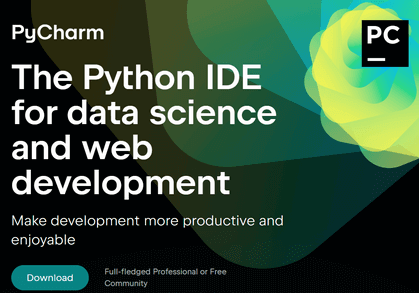 PyCharm
PC
The Python IDE
for data science
and web
development
Make development more productive and
enjoyable
Download
Full-fledged Professional or Free
Community